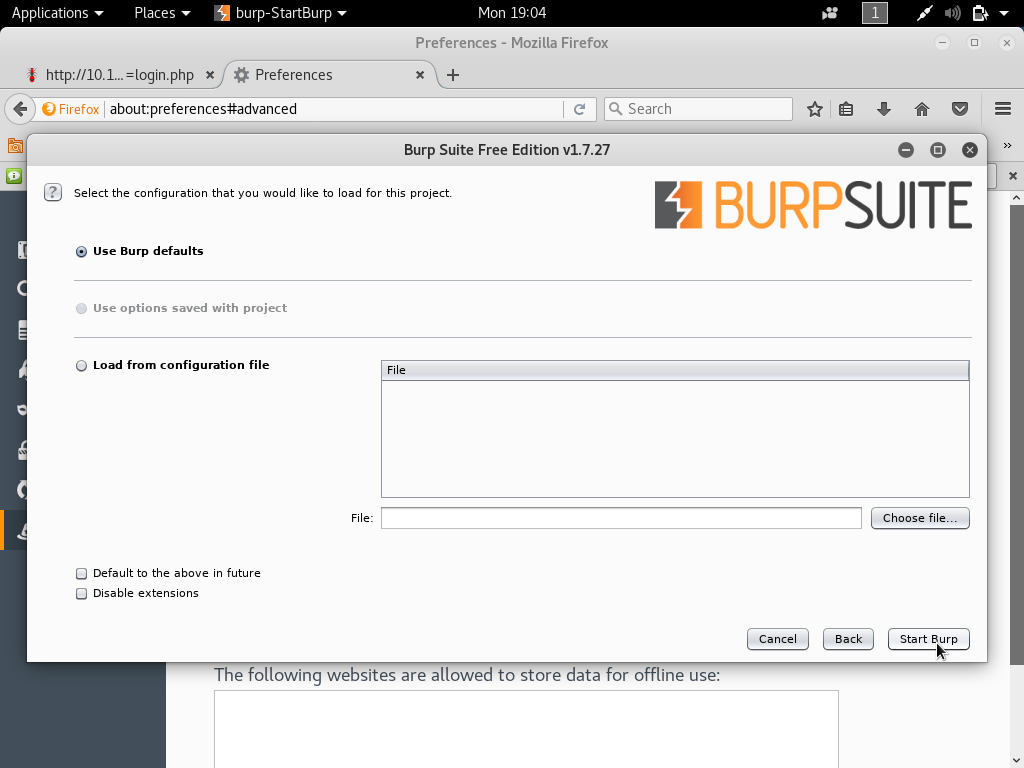 Applications Places burp-StartBurp Mon 19:04 1
Preferences - Mozilla Firefox
http://10.1...=login.php Preferences
Firefox about:preferences#advanced Search
Burp Suite Free Edition v1.7.27
? Select the configuration that you would like to load for this project.
BURPSUITE
Use Burp defaults
Use options saved with project
Load from configuration file
File
File: Choose file...
Default to the above in future
Disable extensions
Cancel Back Start Burp
The following websites are allowed to store data for offline use: